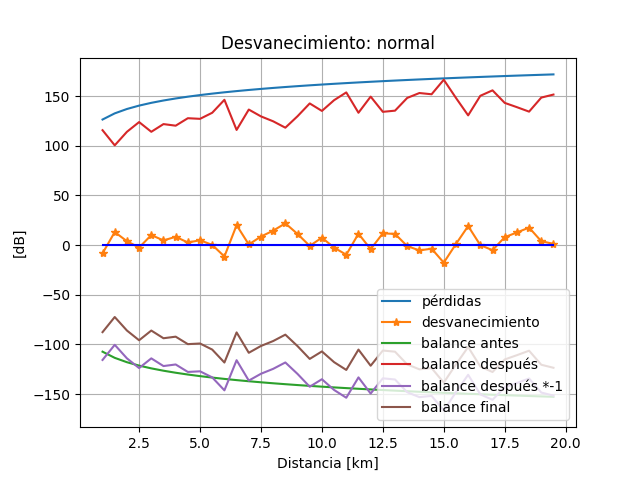 Desvanecimiento: normal
[dB]
150
100
50
0
−50
−100
−150
pérdidas
desvanecimiento
balance antes
balance después
balance después *-1
balance final
2.5 5.0 7.5 10.0 12.5 15.0 17.5 20.0
Distancia [km]